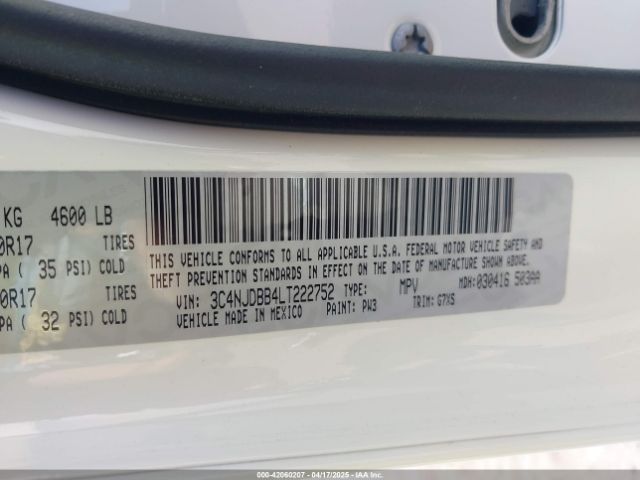 KG 4600 LB
0R17 TIRES
PA ( 35 PSI) COLD
0R17 TIRES
PA ( 32 PSI) COLD
THIS VEHICLE CONFORMS TO ALL APPLICABLE U.S.A. FEDERAL MOTOR VEHICLE SAFETY AND
THEFT PREVENTION STANDARDS IN EFFECT ON THE DATE OF MANUFACTURE SHOWN ABOVE.
VIN: 3C4NJDBB4LT222752 TYPE: MPV MDH: 030416 503AA
VEHICLE MADE IN MEXICO PAINT: PW3 TRIM: G7XS
000-42060207 - 04/17/2025 - IAA, Inc.